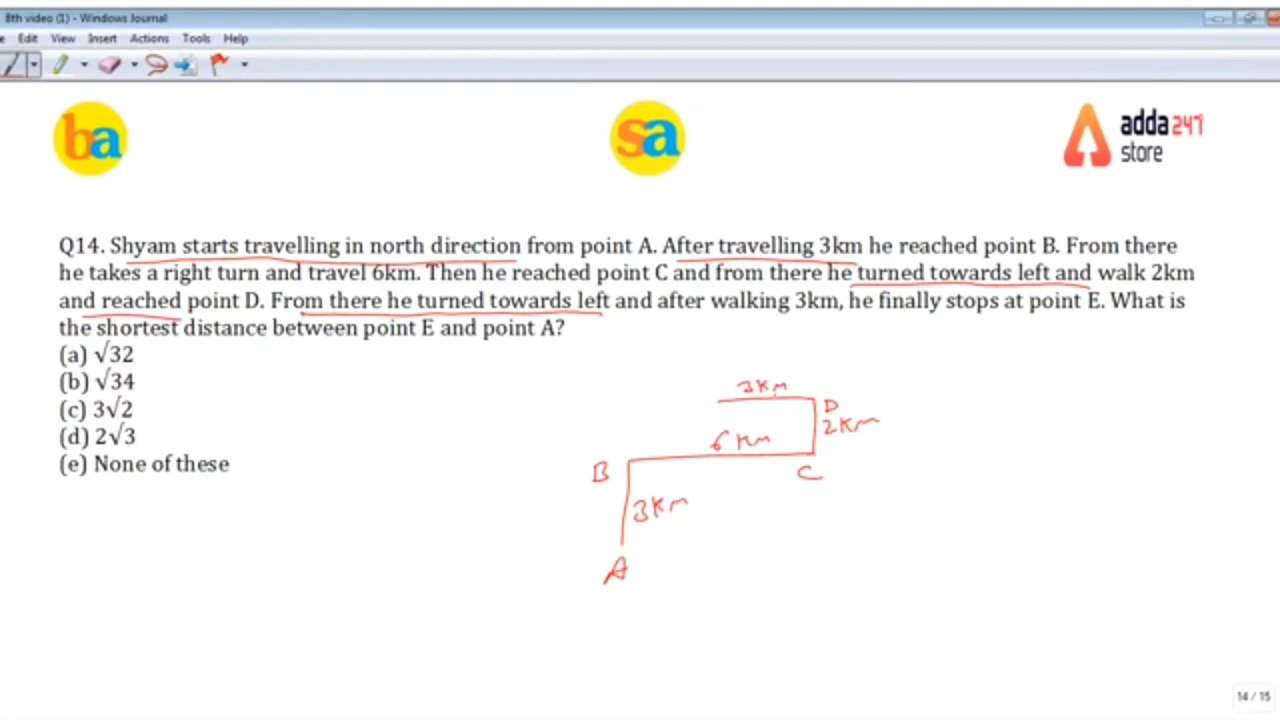 8th video (1) - Windows Journal
Edit View Insert Actions Tools Help
ba
sa
adda247
store
Q14. Shyam starts travelling in north direction from point A. After travelling 3km he reached point B. From there
he takes a right turn and travel 6km. Then he reached point C and from there he turned towards left and walk 2km
and reached point D. From there he turned towards left and after walking 3km, he finally stops at point E. What is
the shortest distance between point E and point A?
(a) √32
(b) √34
(c) 3√2
(d) 2√3
(e) None of these
3km
D
2km
6km
B
C
3km
A
14 / 15